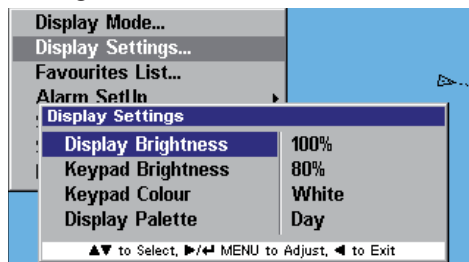 Display Mode...
Display Settings...
Favourites List...
Alarm SetUp
Display Settings
Display Brightness 100%
Keypad Brightness 80%
Keypad Colour White
Display Palette Day
▲▼ to Select, ▶/↵ MENU to Adjust, ◀ to Exit